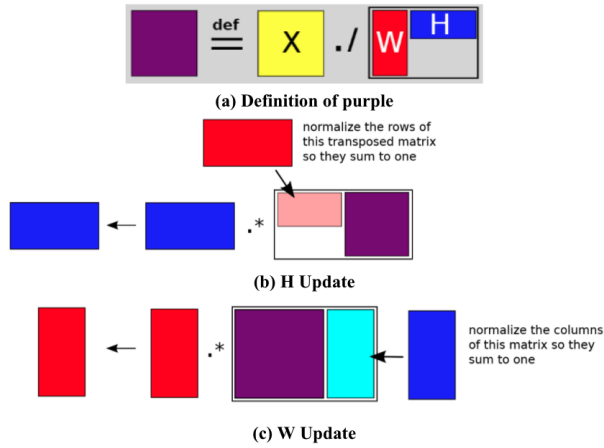 def
=
X ./ W H
(a) Definition of purple
normalize the rows of
this transposed matrix
so they sum to one
.*
(b) H Update
.*
normalize the columns
of this matrix so they
sum to one
(c) W Update